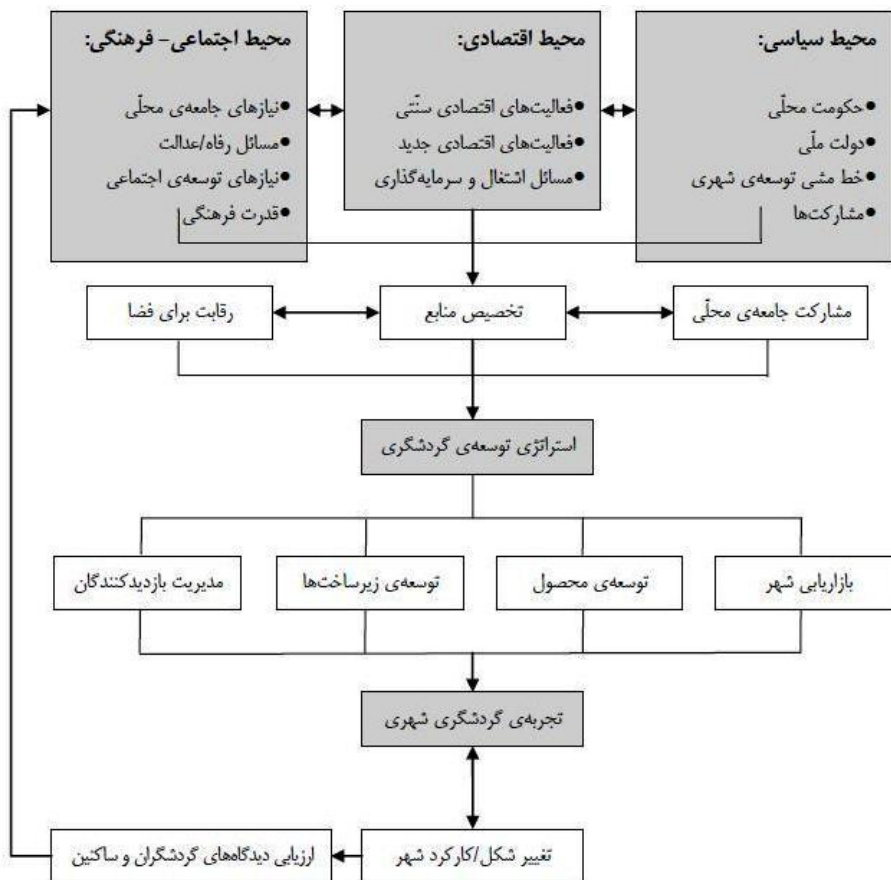 محیط سیاسی:
●حکومت محلّی
●دولت ملّی
●خط مشی توسعه‌ی شهری
●مشارکت‌ها
محیط اقتصادی:
●فعالیت‌های اقتصادی سنّتی
●فعالیت‌های اقتصادی جدید
●مسائل اشتغال و سرمایه‌گذاری
محیط اجتماعی- فرهنگی:
●نیازهای جامعه‌ی محلّی
●مسائل رفاه/عدالت
●نیازهای توسعه‌ی اجتماعی
●قدرت فرهنگی
مشارکت جامعه‌ی محلّی
تخصیص منابع
رقابت برای فضا
استراتژی توسعه‌ی گردشگری
بازاریابی شهر
توسعه‌ی محصول
توسعه‌ی زیرساخت‌ها
مدیریت بازدیدکنندگان
تجربه‌ی گردشگری شهری
تغییر شکل/کارکرد شهر
ارزیابی دیدگاه‌های گردشگران و ساکنین